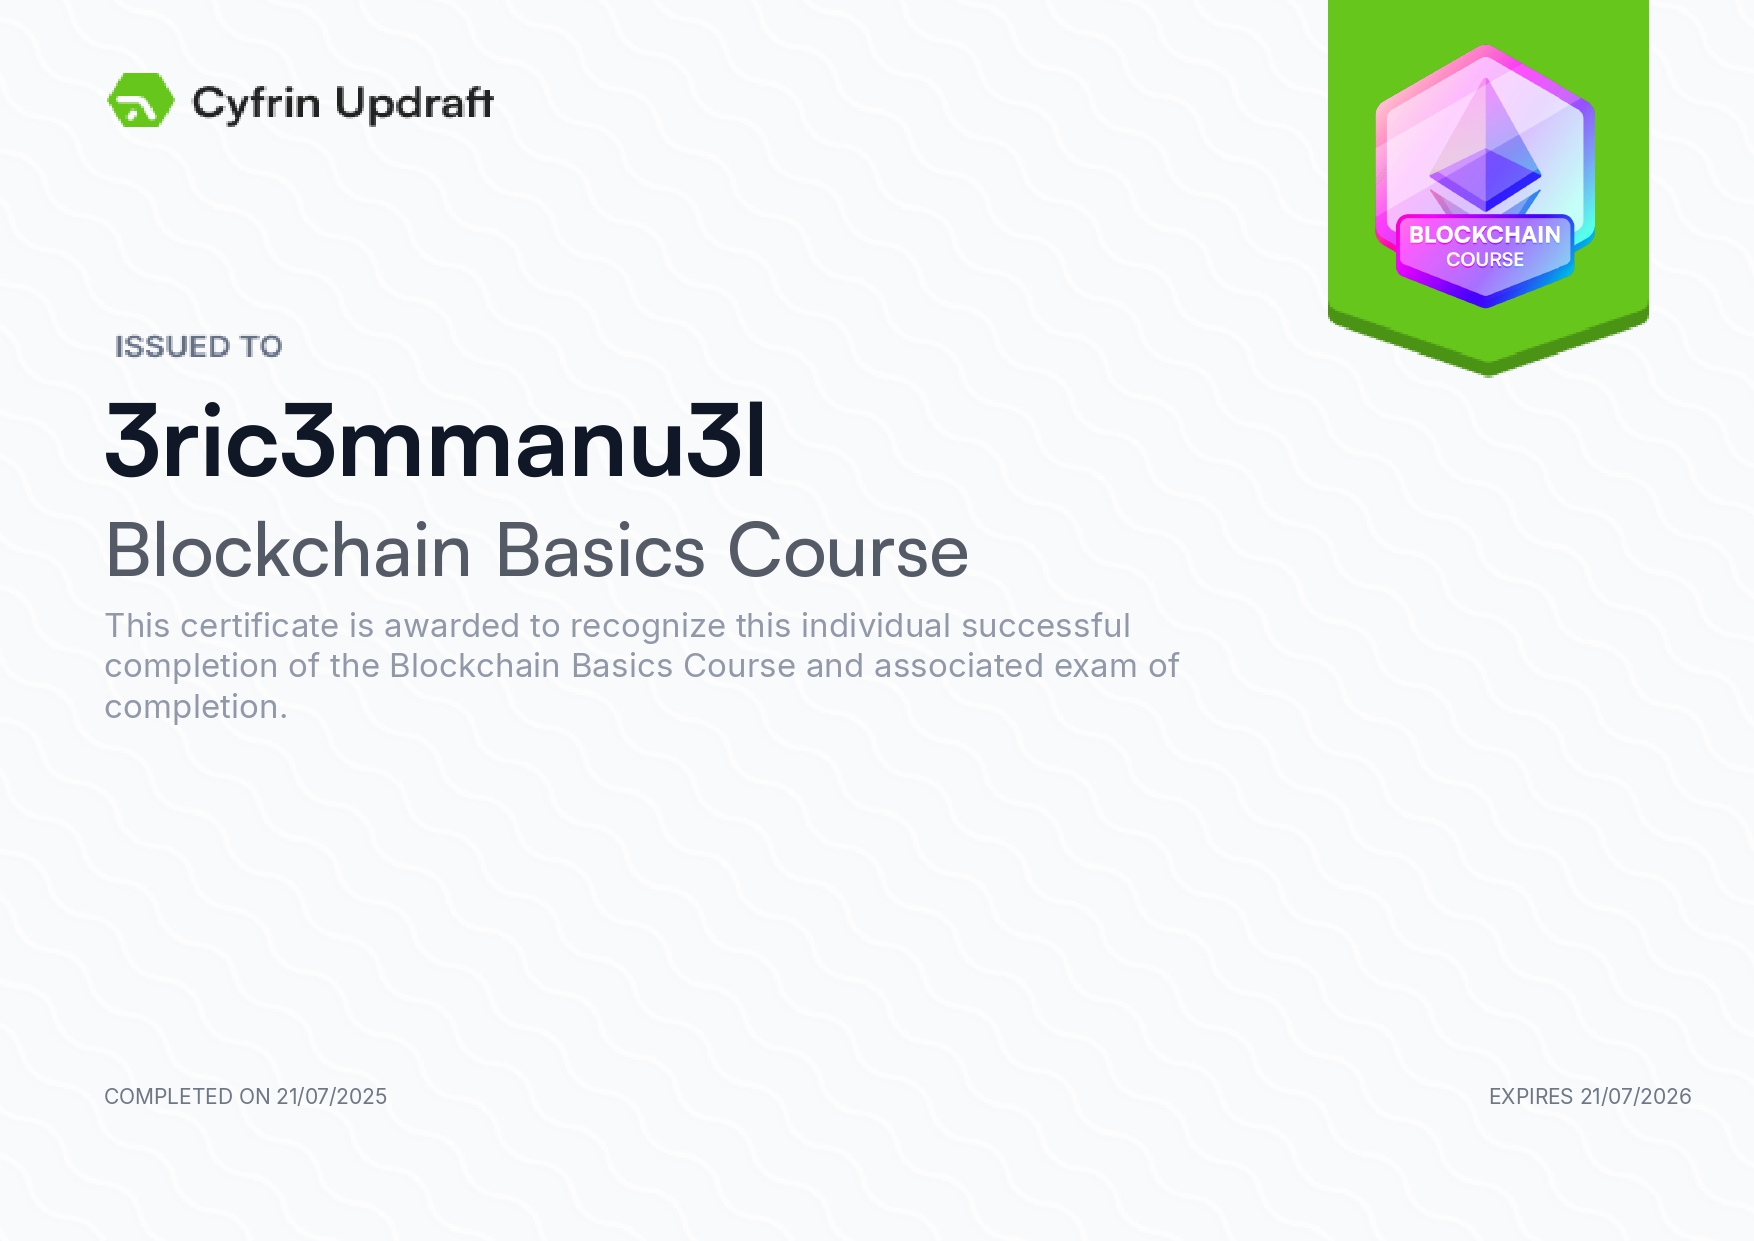 Cyfrin Updraft
BLOCKCHAIN
COURSE
ISSUED TO
3ric3mmanu3l
Blockchain Basics Course
This certificate is awarded to recognize this individual successful
completion of the Blockchain Basics Course and associated exam of
completion.
COMPLETED ON 21/07/2025
EXPIRES 21/07/2026